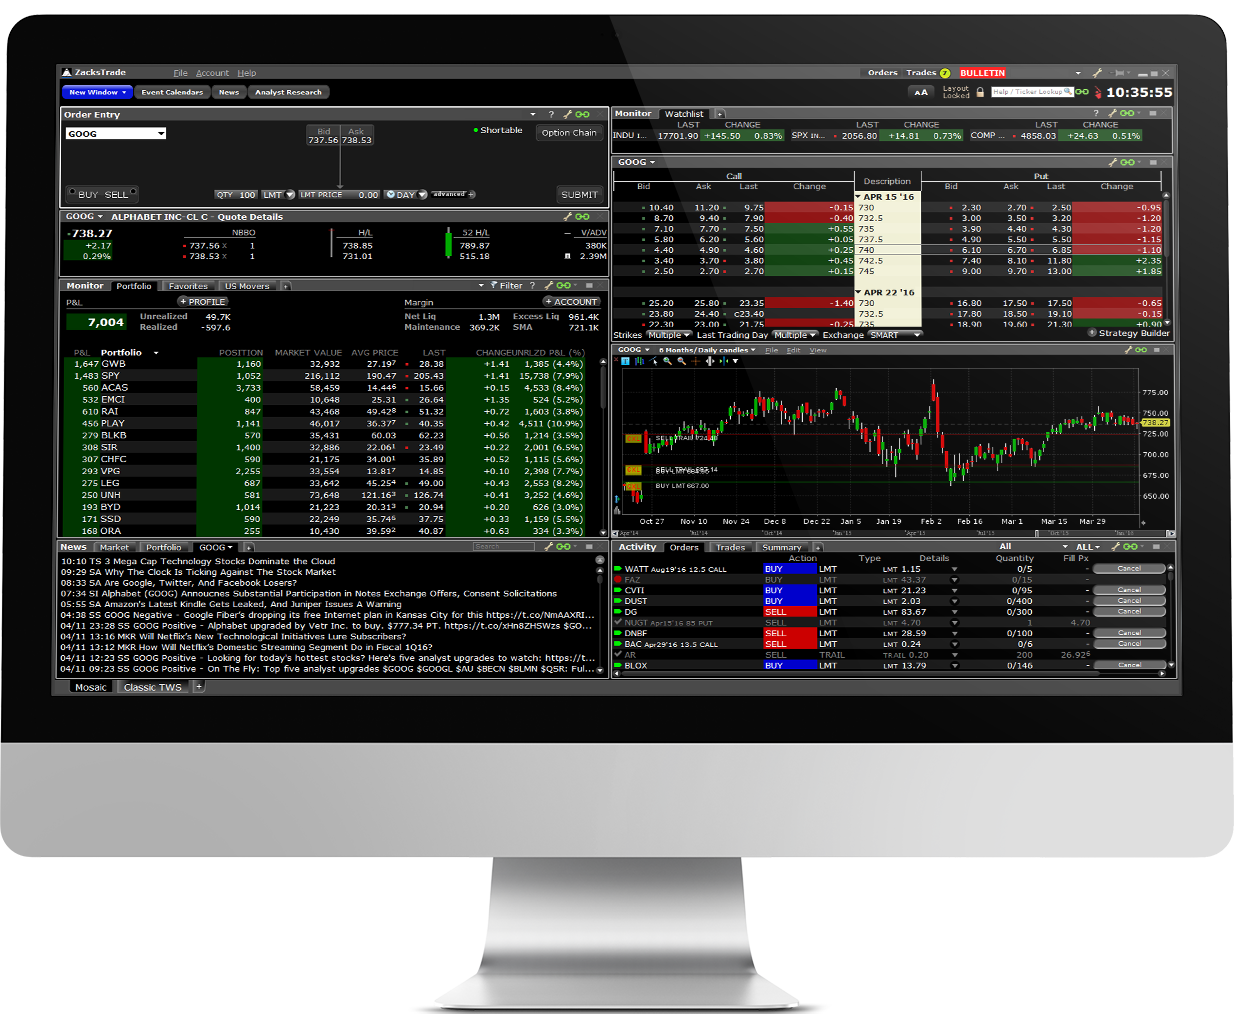 ZacksTrade File Account Help Orders Trades 2 BULLETIN
New Window Event Calendars News Analyst Research AA Layout Locked Help / Ticker Lookup 10:35:55
Order Entry
GOOG
Bid Ask
737.56 738.53
Shortable Option Chain
BUY SELL QTY 100 LMT LMT PRICE 0.00 DAY advanced SUBMIT
GOOG ALPHABET INC-CL C - Quote Details
-738.27 NBBO H/L 52 H/L V/ADV
+2.17 737.56 X 1 738.85 789.87 380K
0.29% 738.53 X 1 731.01 515.18 2.39M
Monitor Portfolio Favorites US Movers + Filter ?
P&L + PROFILE Margin + ACCOUNT
7,004 Unrealized 49.7K Net Liq 1.3M Excess Liq 961.4K
Realized -597.6 Maintenance 369.2K SMA 721.1K
P&L Portfolio POSITION MARKET VALUE AVG PRICE LAST CHANGE UNRLZD P&L (%)
1,647 GWB 1,160 32,932 27.197 28.38 +1.41 1,385 (4.4%)
1,483 SPY 1,052 216,112 190.47 205.43 +1.41 15,738 (7.9%)
560 ACAS 3,733 58,459 14.446 15.66 +0.15 4,533 (8.4%)
532 EMCI 400 10,648 25.31 26.64 +1.35 524 (5.2%)
610 RAI 847 43,468 49.428 51.32 +0.72 1,603 (3.8%)
456 PLAY 1,141 46,017 36.377 40.35 +0.42 4,511 (10.9%)
279 BLKB 570 35,431 60.03 62.23 +0.56 1,214 (3.5%)
308 SIR 1,400 32,886 22.061 23.49 +0.22 2,001 (6.5%)
307 CHFC 590 21,175 34.001 35.89 +0.52 1,115 (5.6%)
293 VPG 2,255 33,554 13.817 14.85 +0.10 2,398 (7.7%)
275 LEG 687 33,642 45.254 49.00 +0.43 2,553 (8.2%)
250 UNH 581 73,648 121.163 126.74 +0.41 3,252 (4.6%)
193 BYD 1,014 21,223 20.313 20.94 +0.20 626 (3.0%)
171 SSD 590 22,249 35.746 37.75 +0.33 1,159 (5.5%)
168 ORA 255 10,430 39.592 40.87 +0.63 334 (3.3%)
News Market Portfolio GOOG + Search
10:10 TS 3 Mega Cap Technology Stocks Dominate the Cloud
09:29 SA Why The Clock Is Ticking Against The Stock Market
08:33 SA Are Google, Twitter, And Facebook Losers?
07:34 SI Alphabet (GOOG) Annoucnes Substantial Participation in Notes Exchange Offers, Consent Solicitations
05:55 SA Amazon's Latest Kindle Gets Leaked, And Juniper Issues A Warning
04:38 SS GOOG Negative - Google Fiber's dropping its free Internet plan in Kansas City for this https://t.co/NmAAXRI...
04/11 23:28 SS GOOG Positive - Alphabet upgraded by Vetr Inc. to buy. $777.34 PT. https://t.co/xHn8ZHSWzs $GO...
04/11 13:16 MKR Will Netflix's New Technological Initiatives Lure Subscribers?
04/11 13:12 MKR How Will Netflix's Domestic Streaming Segment Do in Fiscal 1Q16?
04/11 12:23 SS GOOG Positive - Looking for today's hottest stocks? Here's five analyst upgrades to watch: https://t...
04/11 09:23 SS GOOG Positive - On The Fly: Top five analyst upgrades $GOOG $GOOGL $AU $BECN $BLMN $QSR: Ful...
Mosaic Classic TWS +
Monitor Watchlist +
LAST CHANGE LAST CHANGE LAST CHANGE
INDU I... 17701.90 +145.50 0.83% SPX IN... 2056.80 +14.81 0.73% COMP ... 4858.03 +24.63 0.51%
GOOG
Call Description Put
Bid Ask Last Change Bid Ask Last Change
APR 15 '16
10.40 11.20 9.75 -0.15 730 2.30 2.70 2.50 -0.95
8.70 9.40 7.90 -0.40 732.5 3.00 3.50 3.20 -1.20
7.10 7.70 7.50 +0.55 735 3.90 4.40 4.30 -1.20
5.80 6.20 5.60 +0.05 737.5 4.90 5.50 5.50 -1.15
4.40 4.90 4.60 +0.25 740 6.10 6.70 6.85 -1.10
3.40 3.70 3.80 +0.45 742.5 7.40 8.10 11.80 +2.35
2.50 2.70 2.70 +0.15 745 9.00 9.70 13.00 +1.85
APR 22 '16
25.20 25.80 23.35 -1.40 730 16.80 17.50 17.50 -0.65
23.80 24.40 c23.40 732.5 17.80 18.50 19.10 -0.15
22.30 23.00 21.75 -0.25 735 18.90 19.60 21.30 +0.90
Strikes Multiple Last Trading Day Multiple Exchange SMART Strategy Builder
GOOG 6 Months/Daily candles File Edit View
775.00
750.00
738.27
725.00
700.00
675.00
650.00
BUY LMT 667.00
Oct 27 Nov 10 Nov 24 Dec 8 Dec 22 Jan 5 Jan 19 Feb 2 Feb 16 Mar 1 Mar 15 Mar 29
Activity Orders Trades Summary + All ALL
Action Type Details Quantity Fill Px
WATT Aug19'16 12.5 CALL BUY LMT LMT 1.15 0/5 - Cancel
FAZ BUY LMT LMT 43.37 0/15 -
CVTI BUY LMT LMT 21.23 0/95 - Cancel
DUST BUY LMT LMT 2.03 0/400 - Cancel
DG SELL LMT LMT 83.67 0/300 - Cancel
NUGT Apr15'16 85 PUT SELL LMT LMT 4.70 1 4.70
DNBF SELL LMT LMT 28.59 0/100 - Cancel
BAC Apr29'16 13.5 CALL SELL LMT LMT 0.24 0/6 - Cancel
AR SELL TRAIL TRAIL 0.20 200 26.926
BLOX BUY LMT LMT 13.79 0/146 - Cancel